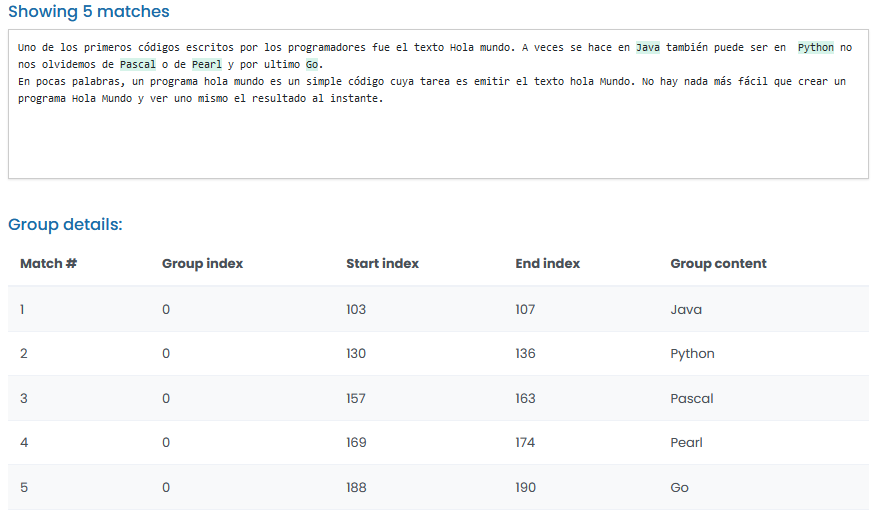 Showing 5 matches
Uno de los primeros códigos escritos por los programadores fue el texto Hola mundo. A veces se hace en Java también puede ser en  Python no
nos olvidemos de Pascal o de Pearl y por ultimo Go.
En pocas palabras, un programa hola mundo es un simple código cuya tarea es emitir el texto hola Mundo. No hay nada más fácil que crear un
programa Hola Mundo y ver uno mismo el resultado al instante.
Group details:
Match # Group index Start index End index Group content
1 0 103 107 Java
2 0 130 136 Python
3 0 157 163 Pascal
4 0 169 174 Pearl
5 0 188 190 Go